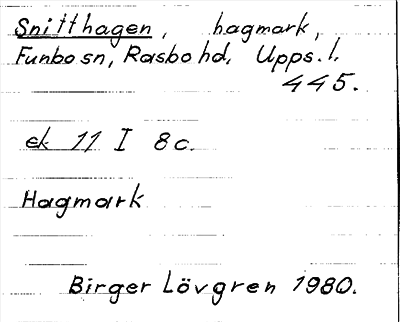 Snitthagen, hagmark,
Funbo sn, Rasbo hd, Upps. l.
445.
ek 11 I 8c.
Hagmark
Birger Lövgren 1980.